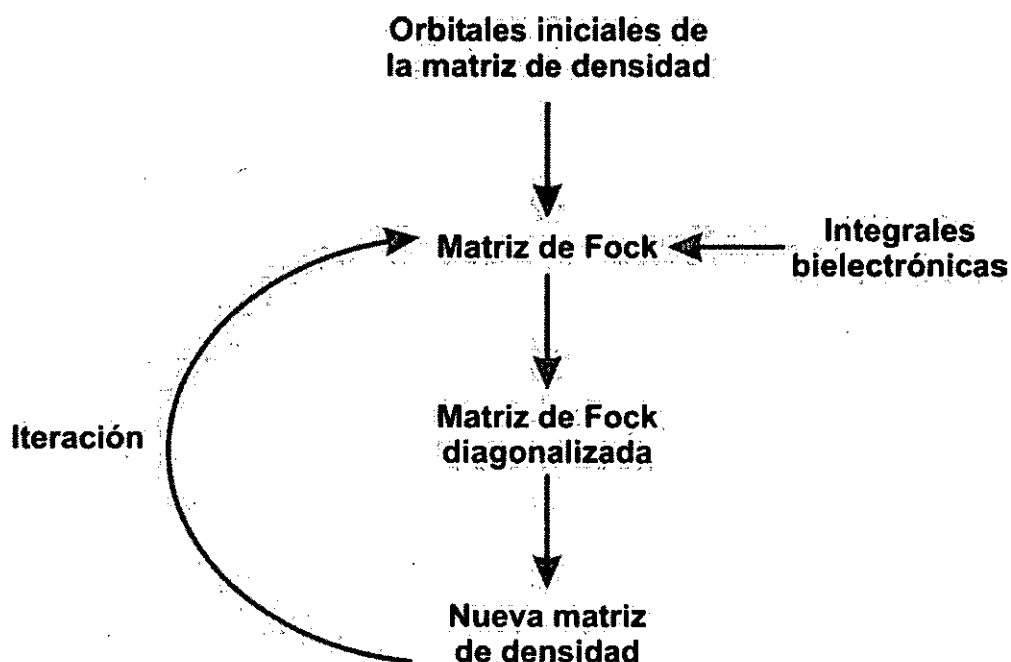 Orbitales iniciales de
la matriz de densidad
Matriz de Fock
Integrales
bielectrónicas
Matriz de Fock
diagonalizada
Iteración
Nueva matriz
de densidad